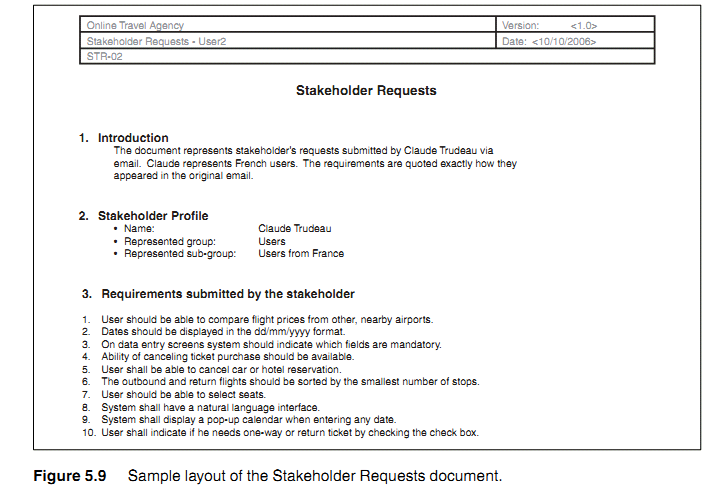 Online Travel Agency Version: <1.0>
Stakeholder Requests - User2 Date: <10/10/2006>
STR-02
Stakeholder Requests
1. Introduction
The document represents stakeholder's requests submitted by Claude Trudeau via
email. Claude represents French users. The requirements are quoted exactly how they
appeared in the original email.
2. Stakeholder Profile
• Name: Claude Trudeau
• Represented group: Users
• Represented sub-group: Users from France
3. Requirements submitted by the stakeholder
1. User should be able to compare flight prices from other, nearby airports.
2. Dates should be displayed in the dd/mm/yyyy format.
3. On data entry screens system should indicate which fields are mandatory.
4. Ability of canceling ticket purchase should be available.
5. User shall be able to cancel car or hotel reservation.
6. The outbound and return flights should be sorted by the smallest number of stops.
7. User should be able to select seats.
8. System shall have a natural language interface.
9. System shall display a pop-up calendar when entering any date.
10. User shall indicate if he needs one-way or return ticket by checking the check box.
Figure 5.9 Sample layout of the Stakeholder Requests document.